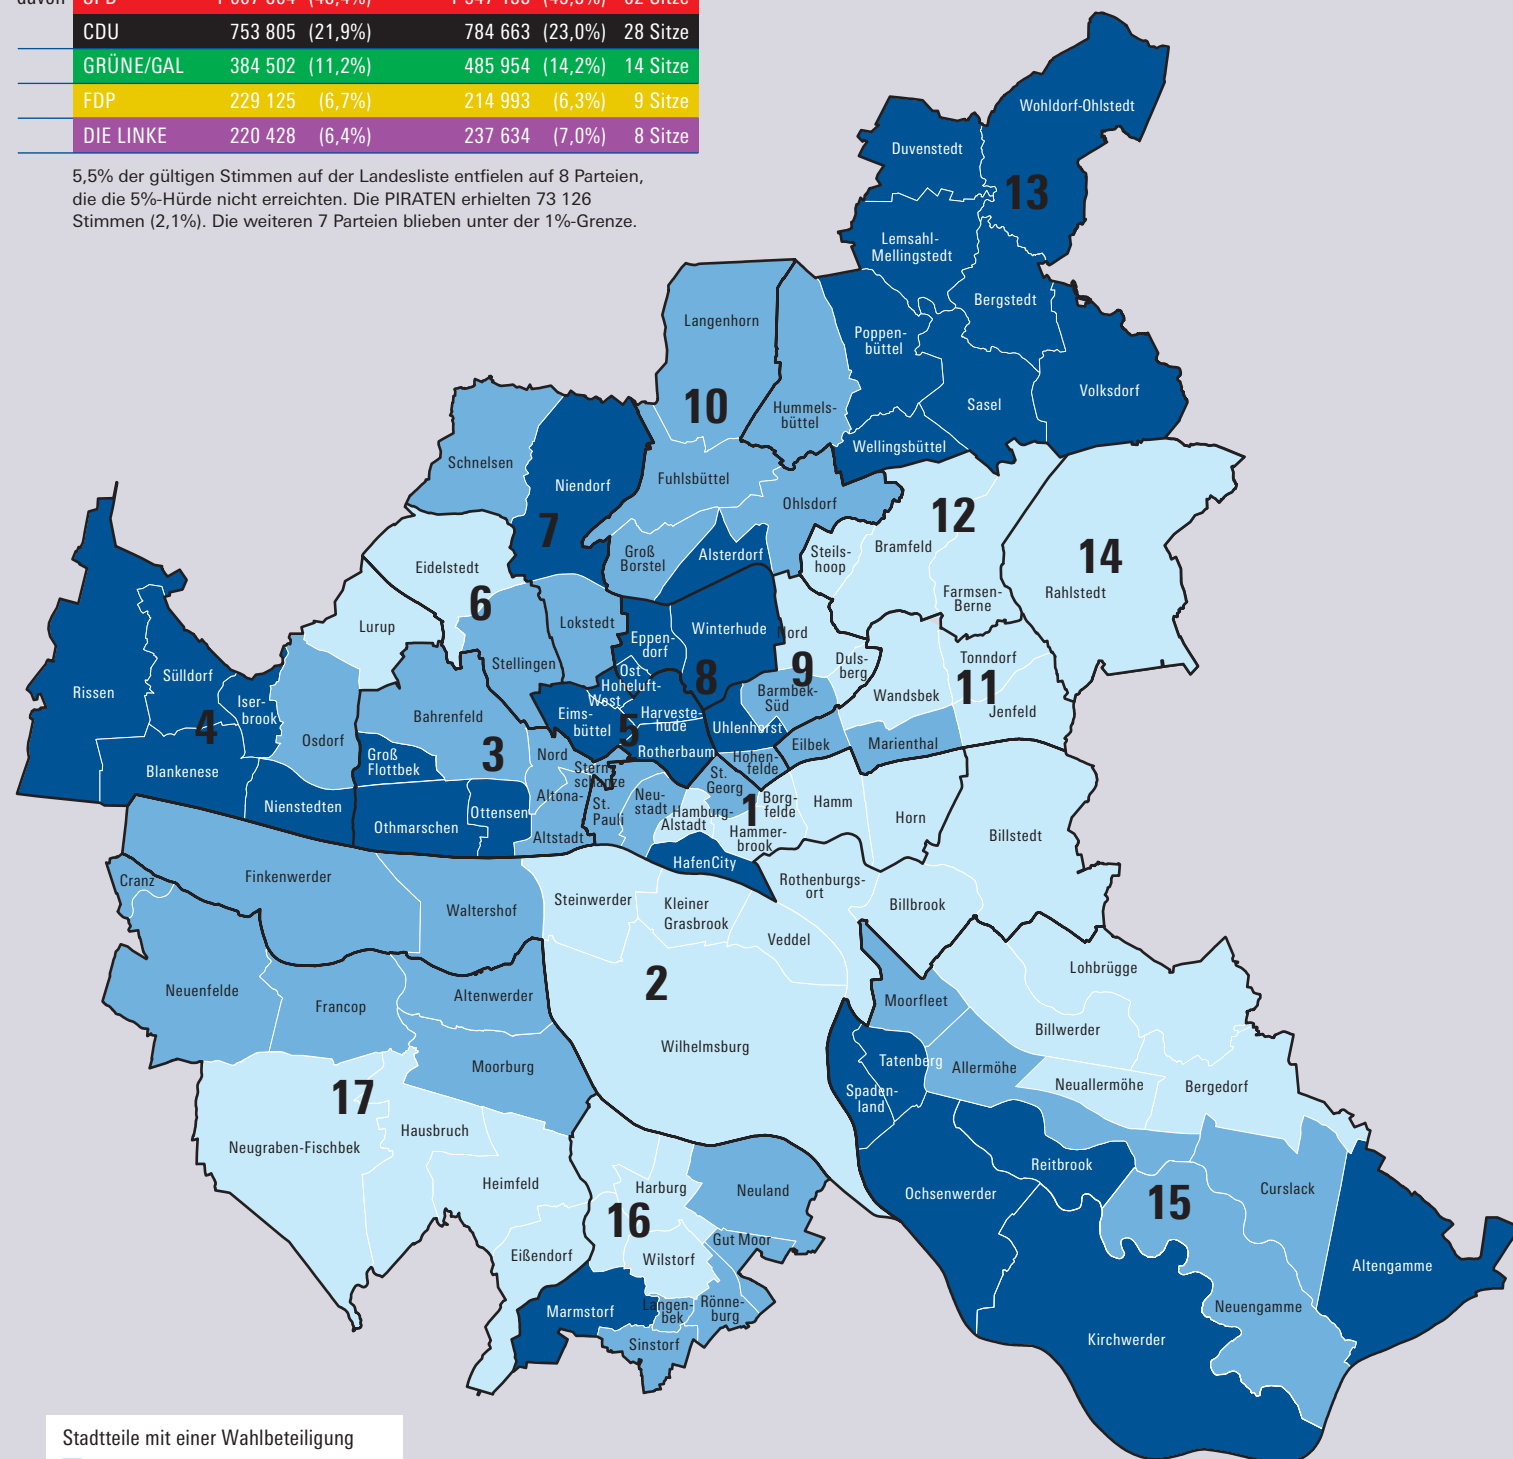 CDU 753 805 (21,9%) 784 663 (23,0%) 28 Sitze
GRÜNE/GAL 384 502 (11,2%) 485 954 (14,2%) 14 Sitze
FDP 229 125 (6,7%) 214 993 (6,3%) 9 Sitze
DIE LINKE 220 428 (6,4%) 237 634 (7,0%) 8 Sitze
5,5% der gültigen Stimmen auf der Landesliste entfielen auf 8 Parteien,
die die 5%-Hürde nicht erreichten. Die PIRATEN erhielten 73 126
Stimmen (2,1%). Die weiteren 7 Parteien blieben unter der 1%-Grenze.
Wohldorf-Ohlstedt
Duvenstedt
13
Lemsahl-
Mellingstedt
Bergstedt
Poppen-
büttel
Volksdorf
Sasel
Wellingsbüttel
Langenhorn
10
Hummels-
büttel
Fuhlsbüttel
Ohlsdorf
Groß
Borstel
Alsterdorf
Schnelsen
Niendorf
7
Eidelstedt
6
Lokstedt
Stellingen
Lurup
12
Bramfeld
Steils-
hoop
Farmsen-
Berne
14
Rahlstedt
Eppen-
dorf
Winterhude
8
Nord
9
Duls-
berg
Barmbek-
Süd
Uhlenhorst
Hohen-
felde
Eilbek
Wandsbek
Marienthal
Tonndorf
11
Jenfeld
Ost
Hoheluft-
West
Harveste-
hude
Eims-
büttel
5
Rotherbaum
Rissen
Sülldorf
Iser-
brook
4
Blankenese
Osdorf
Nienstedten
Bahrenfeld
3
Groß
Flottbek
Othmarschen
Ottensen
Nord
Altona-
Altstadt
Stern-
schanze
St.
Pauli
Neu-
stadt
St.
Georg
1
Hamburg-
Alstadt
Borg-
felde
Hammer-
brook
HafenCity
Hamm
Horn
Billstedt
Rothenburgs-
ort
Billbrook
Cranz
Finkenwerder
Waltershof
Steinwerder
Kleiner
Grasbrook
Veddel
2
Wilhelmsburg
Neuenfelde
Francop
Altenwerder
Moorburg
17
Neugraben-Fischbek
Hausbruch
Heimfeld
Eißendorf
Harburg
16
Wilstorf
Neuland
Gut Moor
Marmstorf
Langen-
bek
Rönne-
burg
Sinstorf
Lohbrügge
Billwerder
Moorfleet
Allermöhe
Neuallermöhe
Bergedorf
Tatenberg
Spaden-
land
Ochsenwerder
Reitbrook
15
Curslack
Altengamme
Neuengamme
Kirchwerder
Stadtteile mit einer Wahlbeteiligung